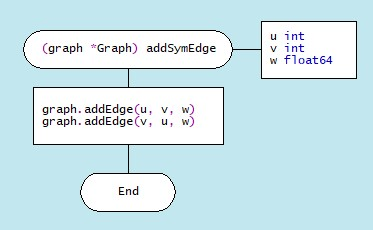 (graph *Graph) addSymEdge
u int
v int
w float64
graph.addEdge(u, v, w)
graph.addEdge(v, u, w)
End